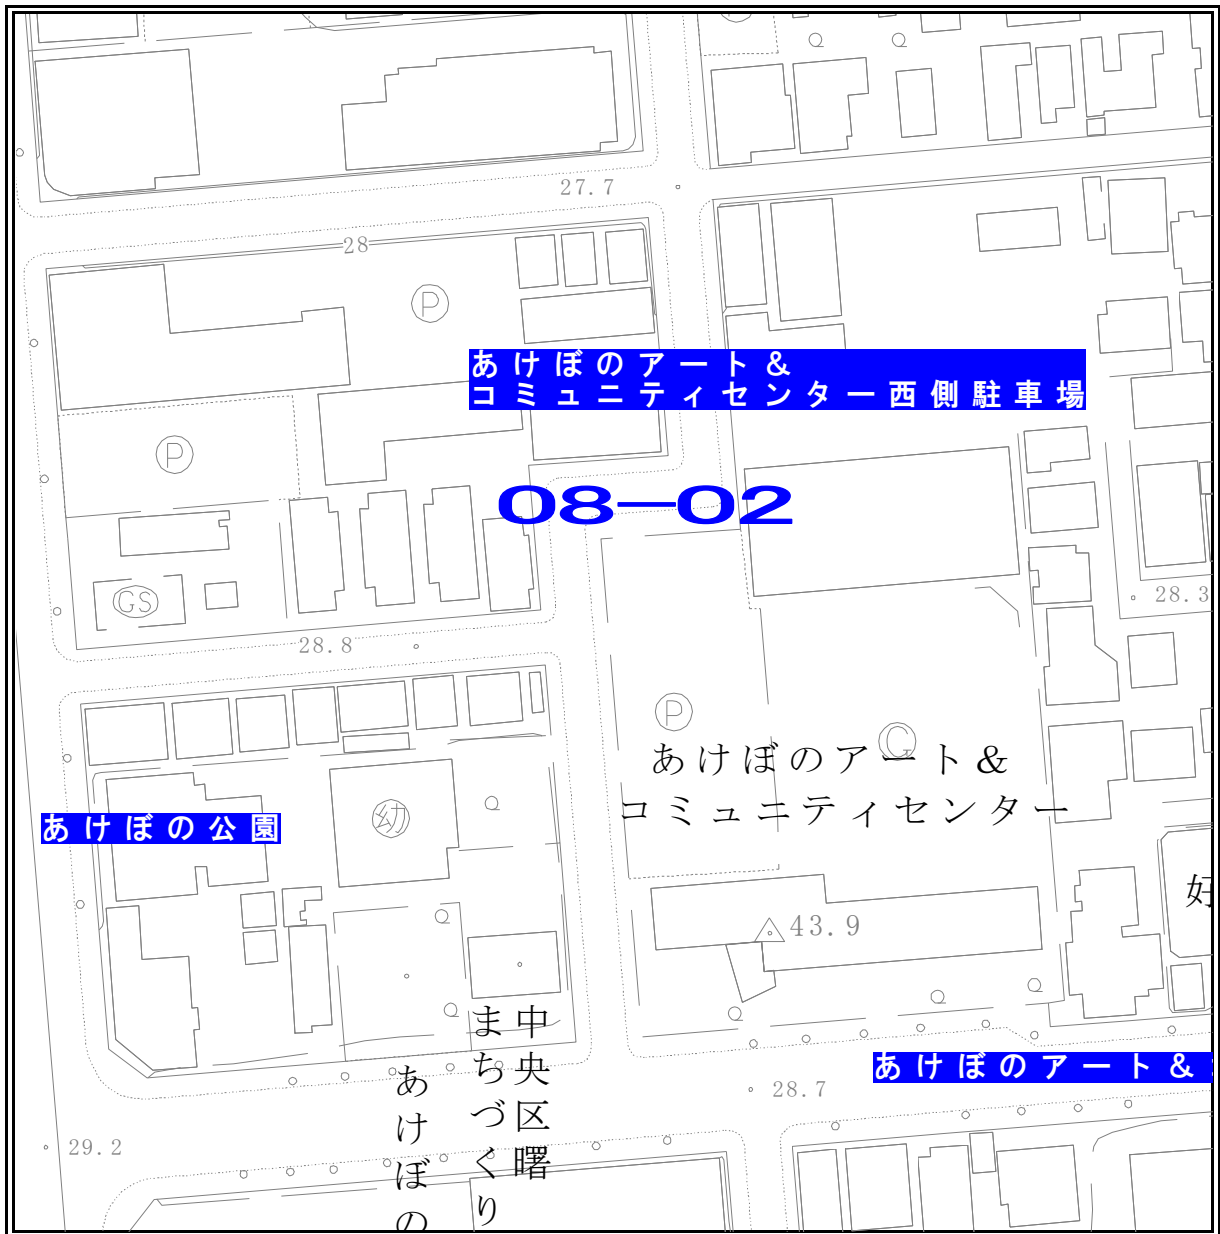 27.7
28
P
あけぼのアート&
コミュニティセンター西側駐車場
P
08-02
GS
28.3
28.8
P
G
あけぼのアート&
コミュニティセンター
あけぼの公園
幼
好
43.9
中央区曙
まちづくり
あけぼの
あけぼのアート&
28.7
29.2